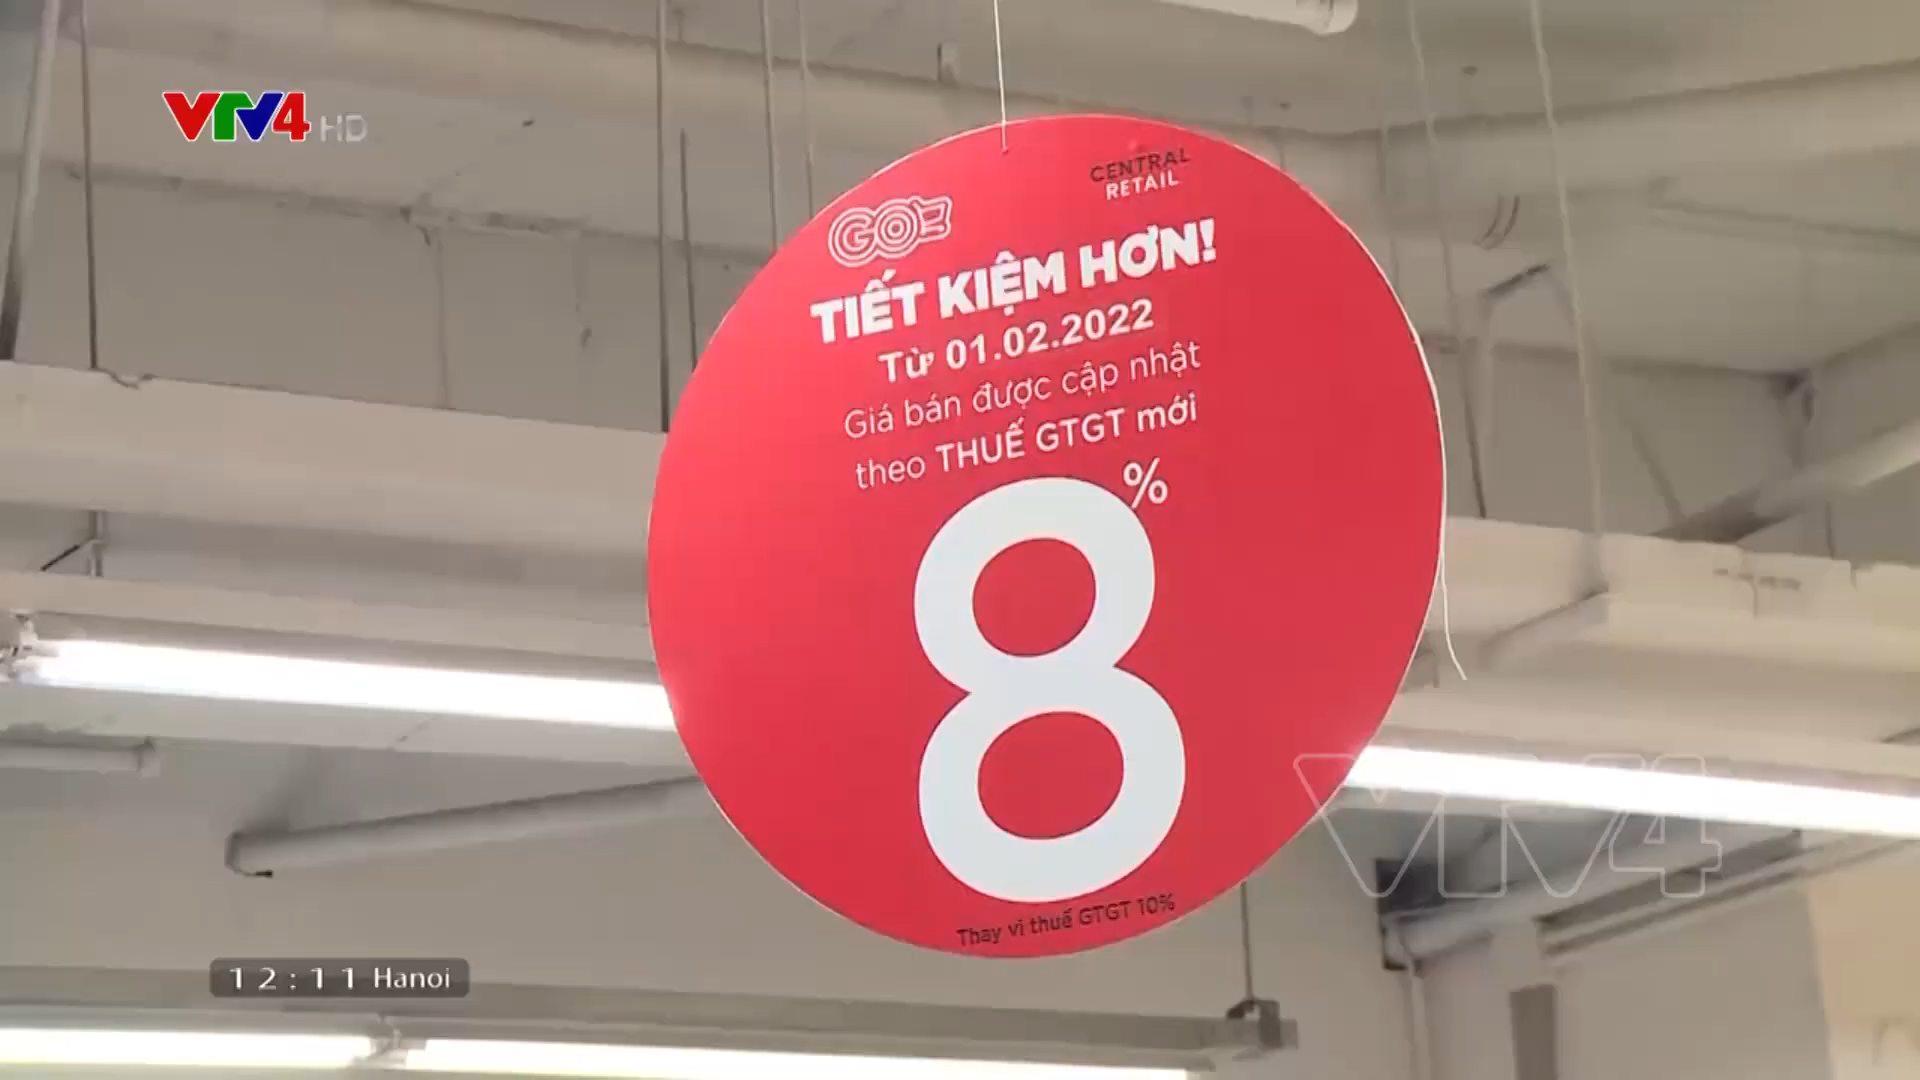 VTV4 HD
CENTRAL
RETAIL
GO!
TIẾT KIỆM HƠN!
Từ 01.02.2022
Giá bán được cập nhật
theo THUẾ GTGT mới
8%
Thay vì thuế GTGT 10%
VTV4
12:11 Hanoi